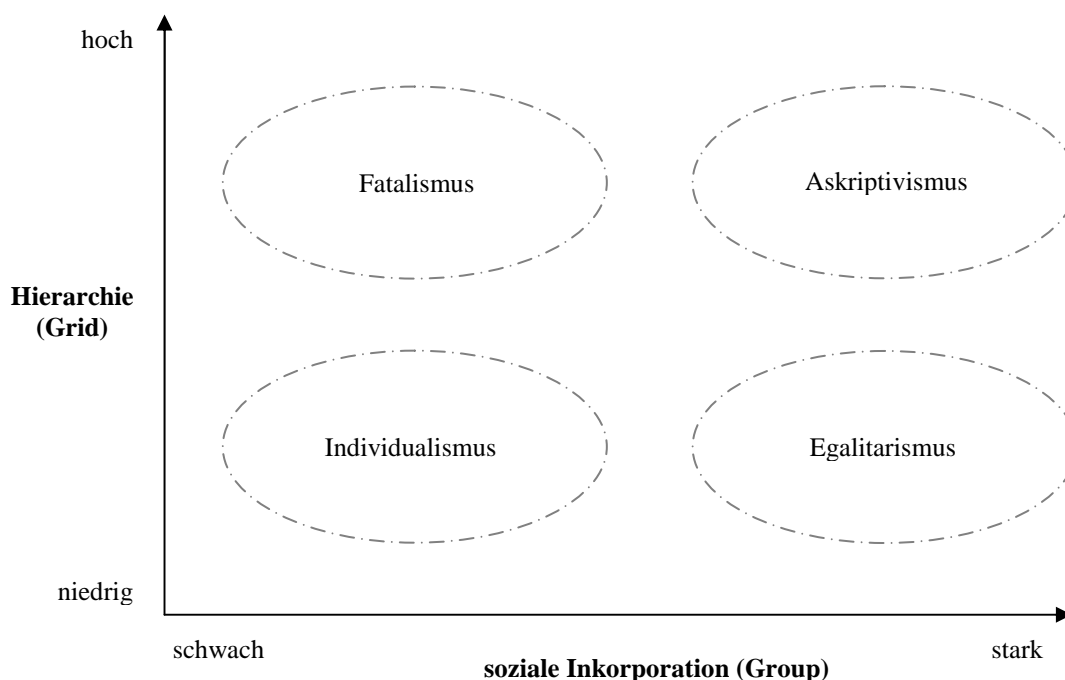 hoch
Fatalismus
Askriptivismus
Hierarchie
(Grid)
Individualismus
Egalitarismus
niedrig
schwach
stark
soziale Inkorporation (Group)